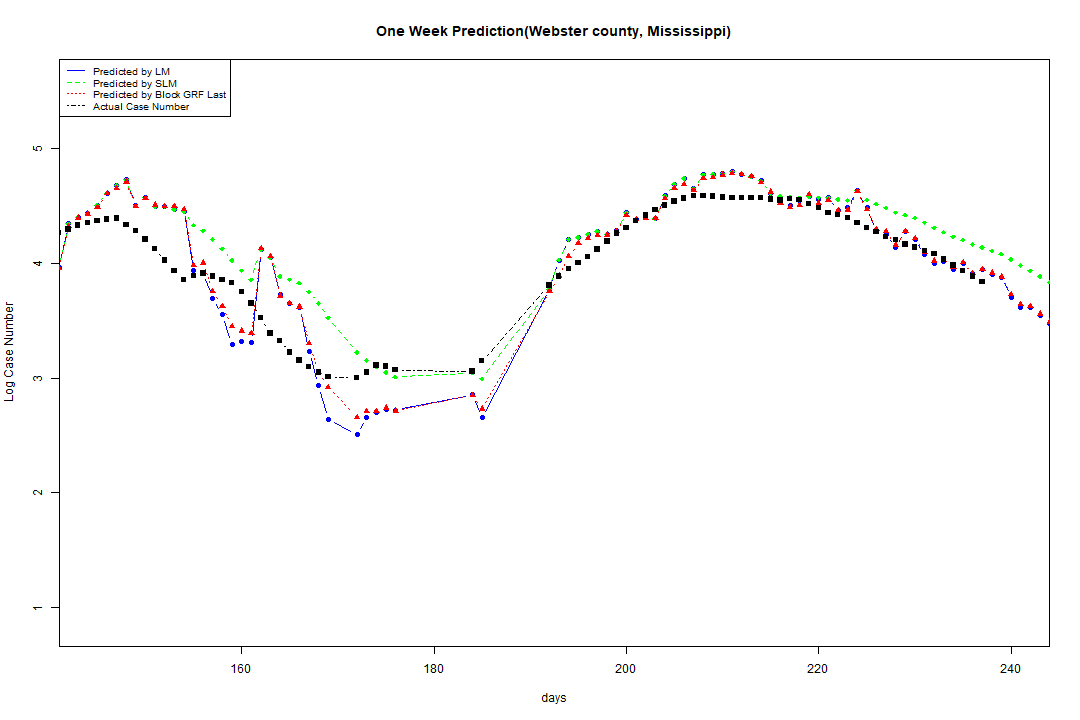 One Week Prediction(Webster county, Mississippi)
Predicted by LM
Predicted by SLM
Predicted by Block GRF Last
Actual Case Number
Log Case Number
5
4
3
2
1
160
180
200
220
240
days